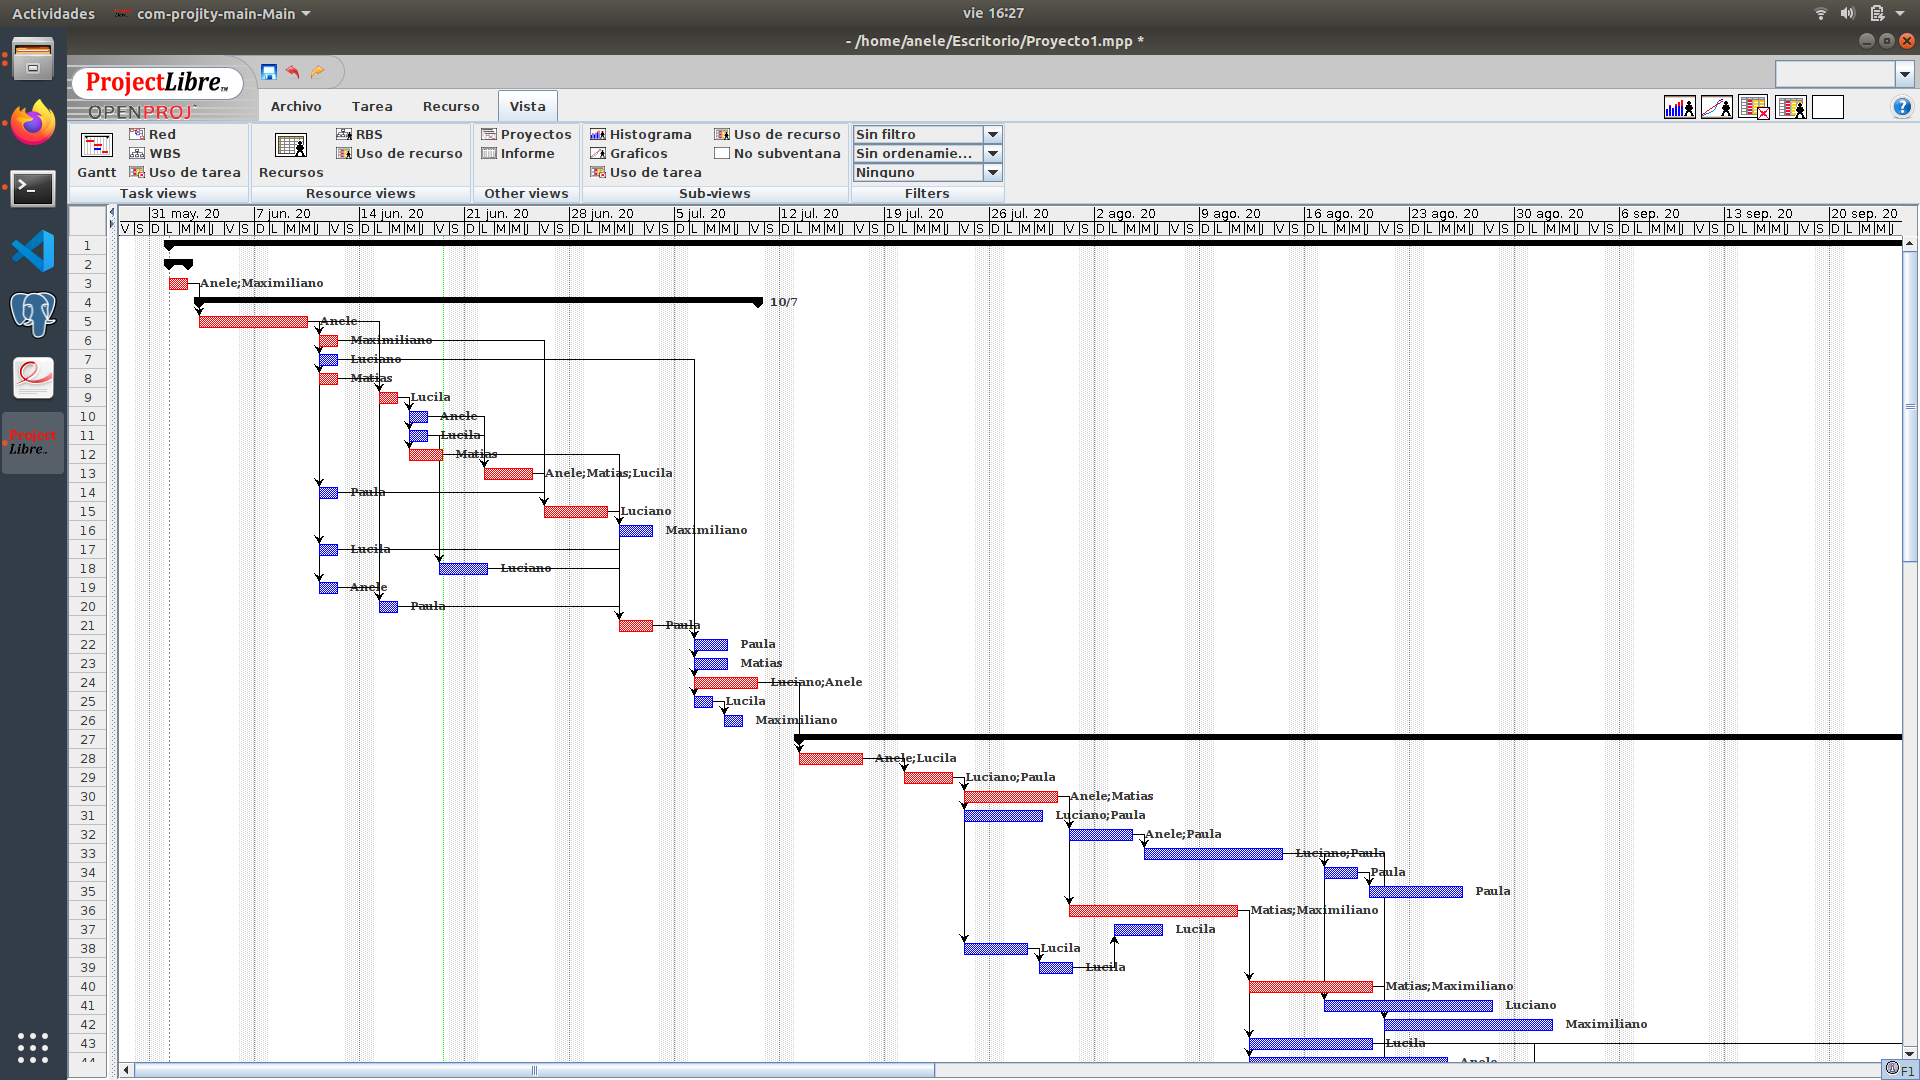 Actividades com-projity-main-Main vie 16:27
- /home/anele/Escritorio/Proyecto1.mpp *
ProjectLibre™
OPENPROJ
Archivo Tarea Recurso Vista
Gantt
Red
WBS
Uso de tarea
Task views
Recursos
RBS
Uso de recurso
Resource views
Proyectos
Informe
Other views
Histograma
Graficos
Uso de tarea
Uso de recurso
No subventana
Sub-views
Sin filtro
Sin ordenamie...
Ninguno
Filters
Project
Libre..
31 may. 20 7 jun. 20 14 jun. 20 21 jun. 20 28 jun. 20 5 jul. 20 12 jul. 20 19 jul. 20 26 jul. 20 2 ago. 20 9 ago. 20 16 ago. 20 23 ago. 20 30 ago. 20 6 sep. 20 13 sep. 20 20 sep. 20
V S D L M M J V S D L M M J V S D L M M J V S D L M M J V S D L M M J V S D L M M J V S D L M M J V S D L M M J V S D L M M J V S D L M M J V S D L M M J V S D L M M J V S D L M M J V S D L M M J V S D L M M J V S D L M M J V S D L M M J
1
2
3 Anele;Maximiliano
4 10/7
5 Anele
6 Maximiliano
7 Luciano
8 Matias
9 Lucila
10 Anele
11 Lucila
12 Matias
13 Anele;Matias;Lucila
14 Paula
15 Luciano
16 Maximiliano
17 Lucila
18 Luciano
19 Anele
20 Paula
21 Paula
22 Paula
23 Matias
24 Luciano;Anele
25 Lucila
26 Maximiliano
27
28 Anele;Lucila
29 Luciano;Paula
30 Anele;Matias
31 Luciano;Paula
32 Anele;Paula
33 Luciano;Paula
34 Paula
35 Paula
36 Matias;Maximiliano
37 Lucila
38 Lucila
39 Lucila
40 Matias;Maximiliano
41 Luciano
42 Maximiliano
43 Lucila
44 Anele
F1